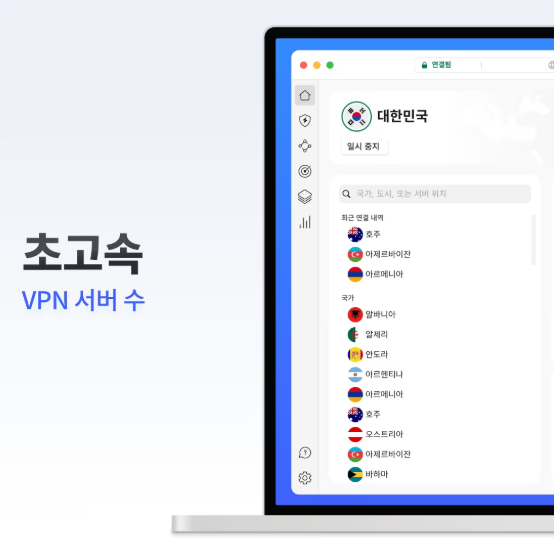 초고속
VPN 서버 수
연결됨
대한민국
일시 중지
국가, 도시, 또는 서버 위치
최근 연결 내역
호주
아제르바이잔
아르메니아
국가
알바니아
알제리
안도라
아르헨티나
아르메니아
호주
오스트리아
아제르바이잔
바하마